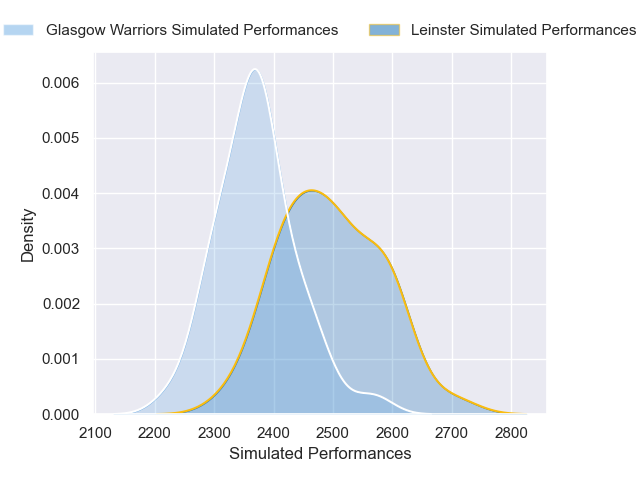 Glasgow Warriors Simulated Performances
Leinster Simulated Performances
0.006
0.005
0.004
0.003
0.002
0.001
0.000
Density
2100 2200 2300 2400 2500 2600 2700 2800
Simulated Performances